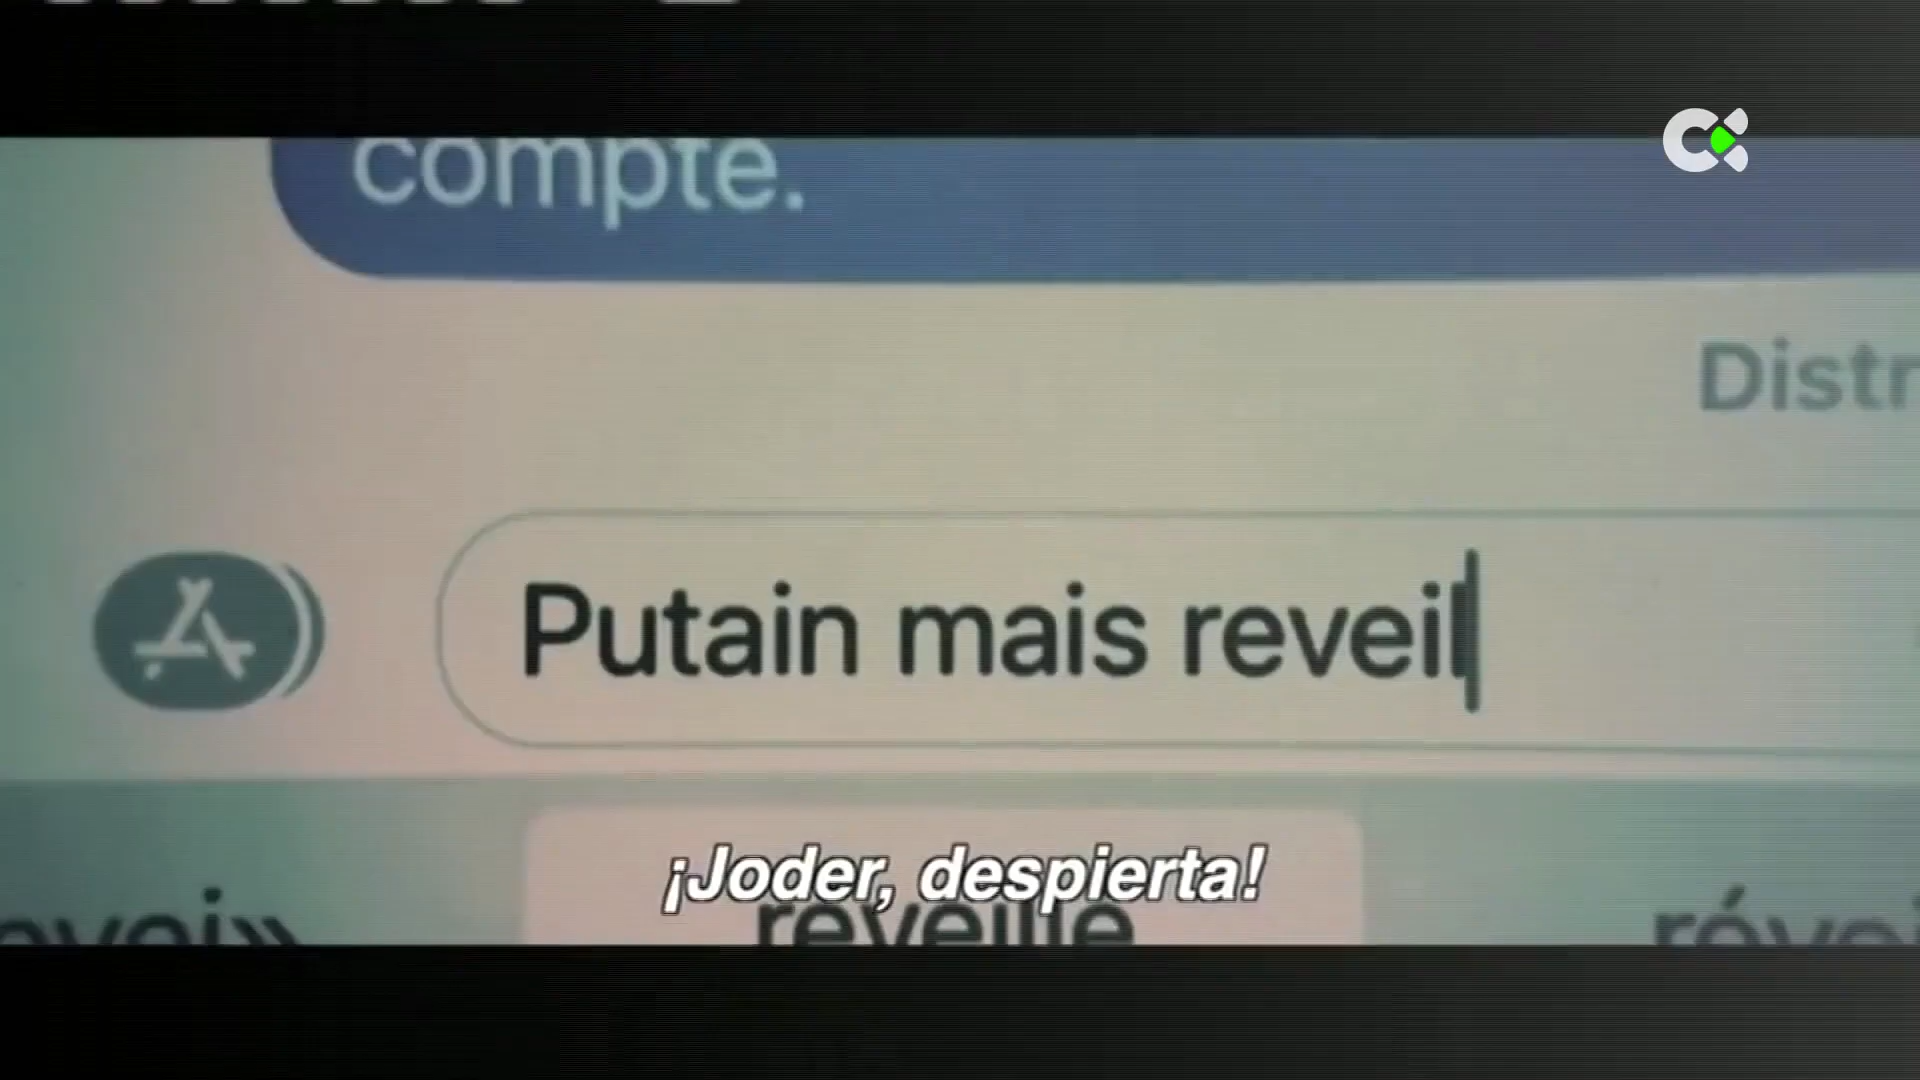 compte.
Distr
Putain mais reveil
¡Joder, despierta!
reveille